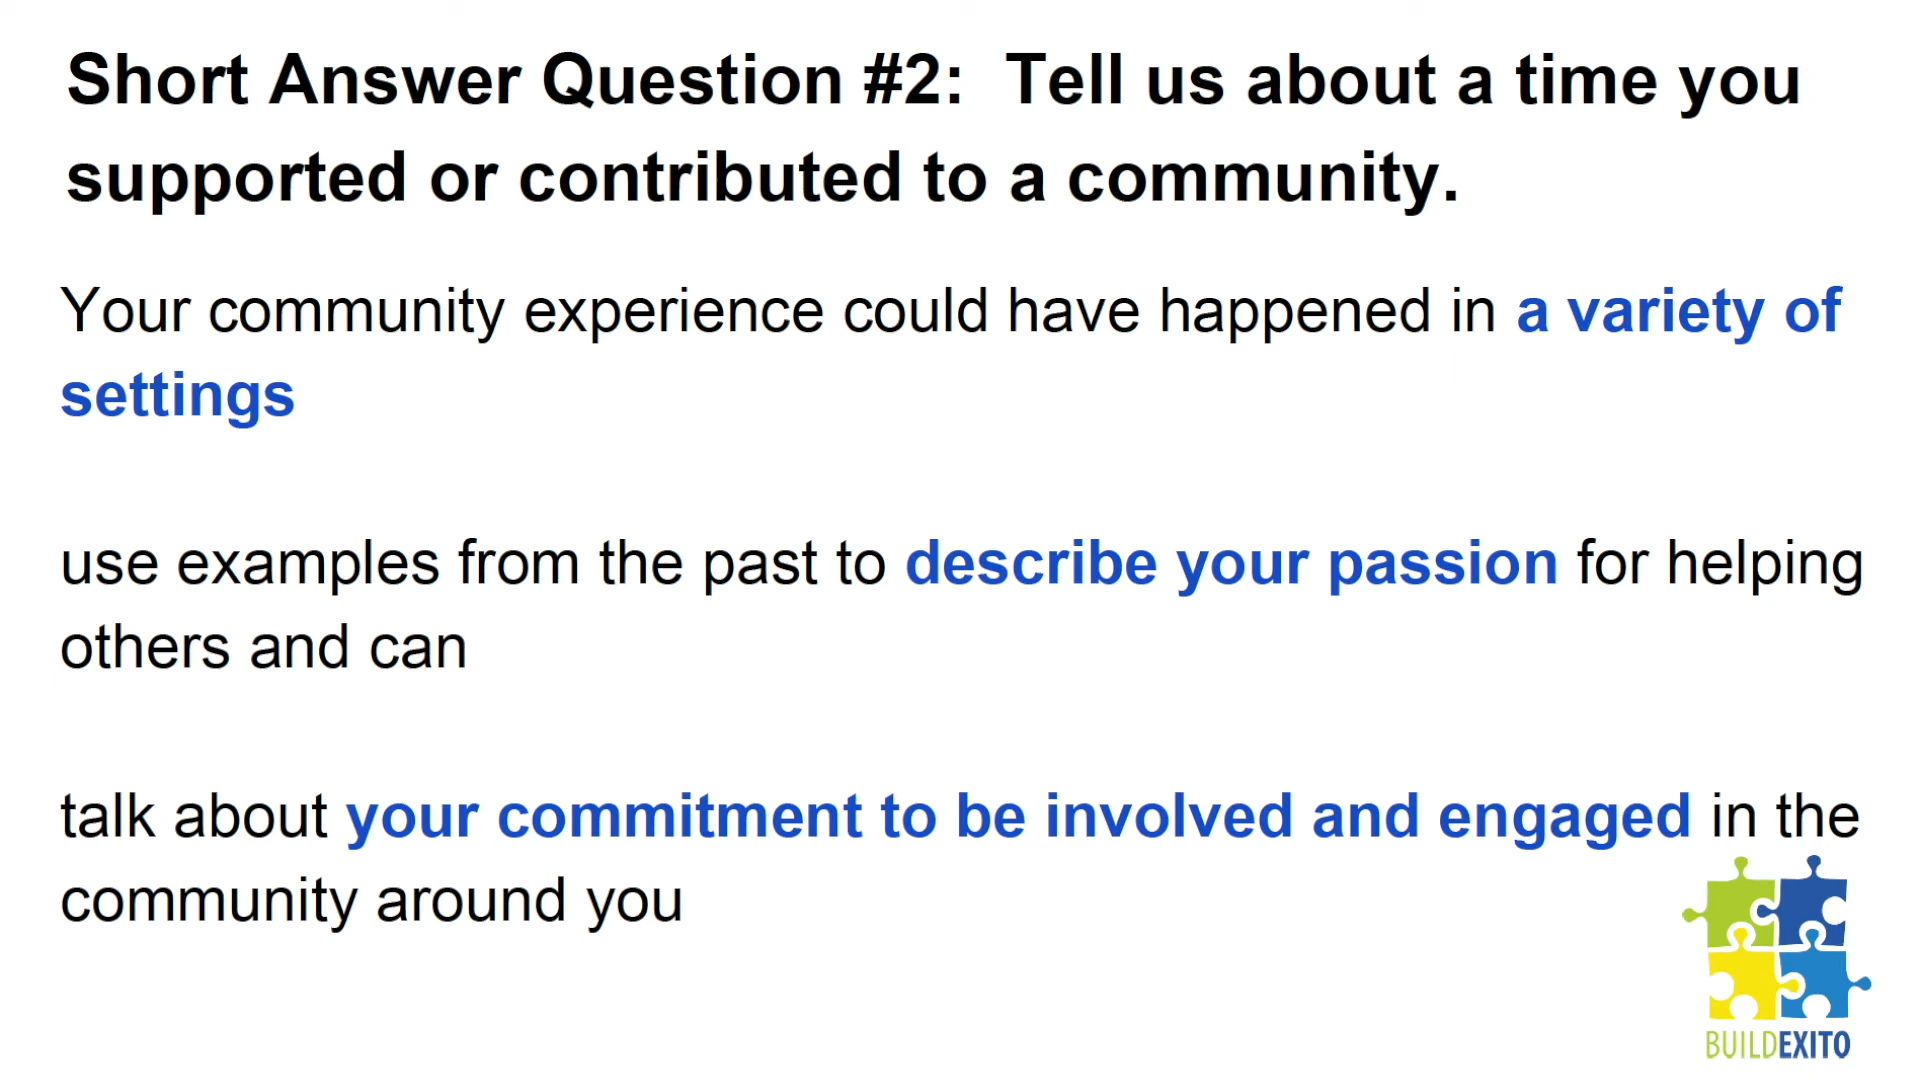 Short Answer Question #2: Tell us about a time you
supported or contributed to a community.
Your community experience could have happened in a variety of
settings
use examples from the past to describe your passion for helping
others and can
talk about your commitment to be involved and engaged in the
community around you
BUILDEXITO